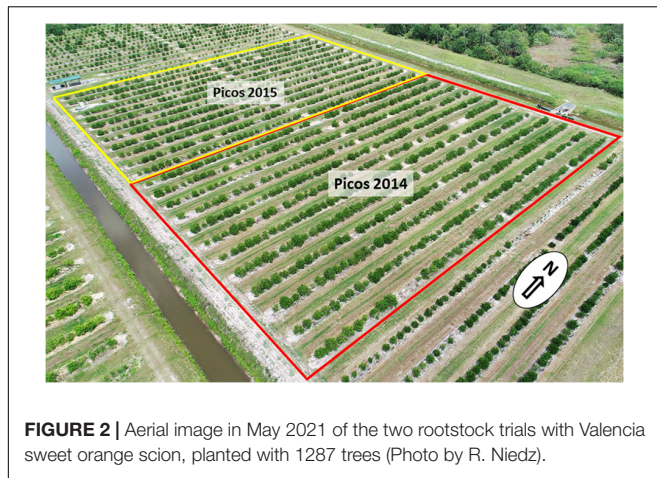 Picos 2015
Picos 2014
N
FIGURE 2 | Aerial image in May 2021 of the two rootstock trials with Valencia
sweet orange scion, planted with 1287 trees (Photo by R. Niedz).